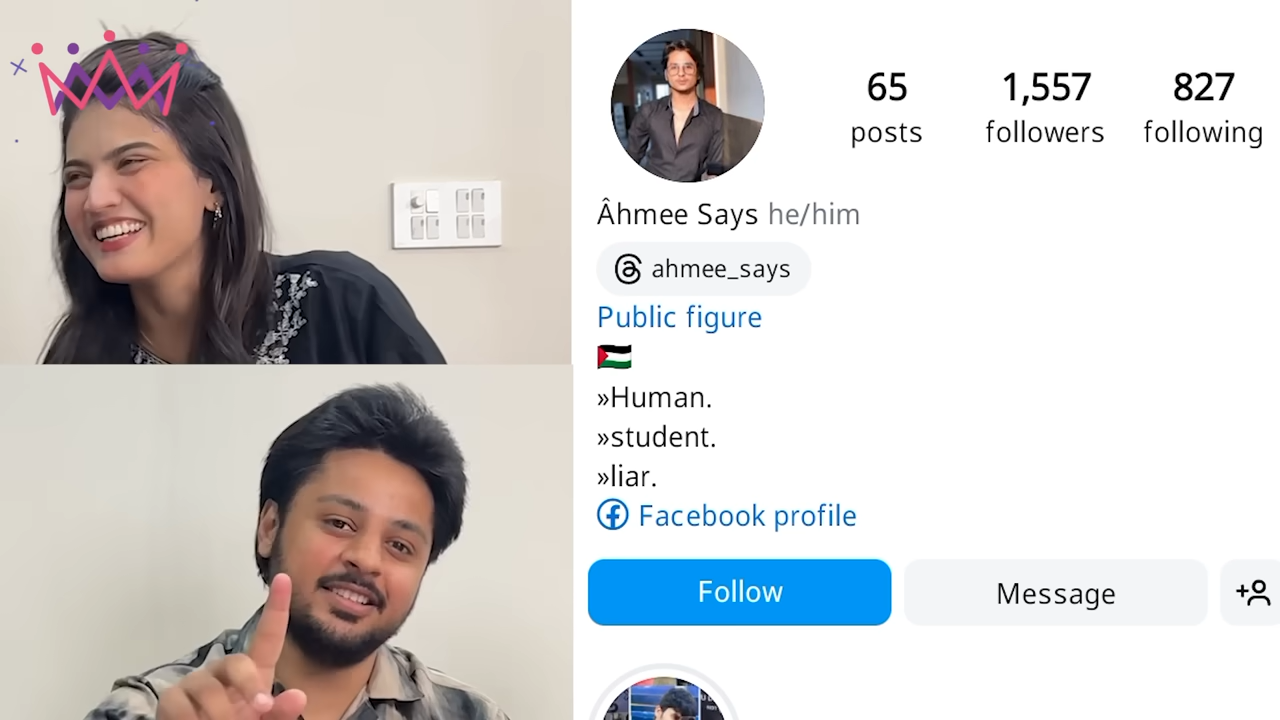 65
posts
1,557
followers
827
following
Âhmee Says he/him
ahmee_says
Public figure
»Human.
»student.
»liar.
Facebook profile
Follow
Message